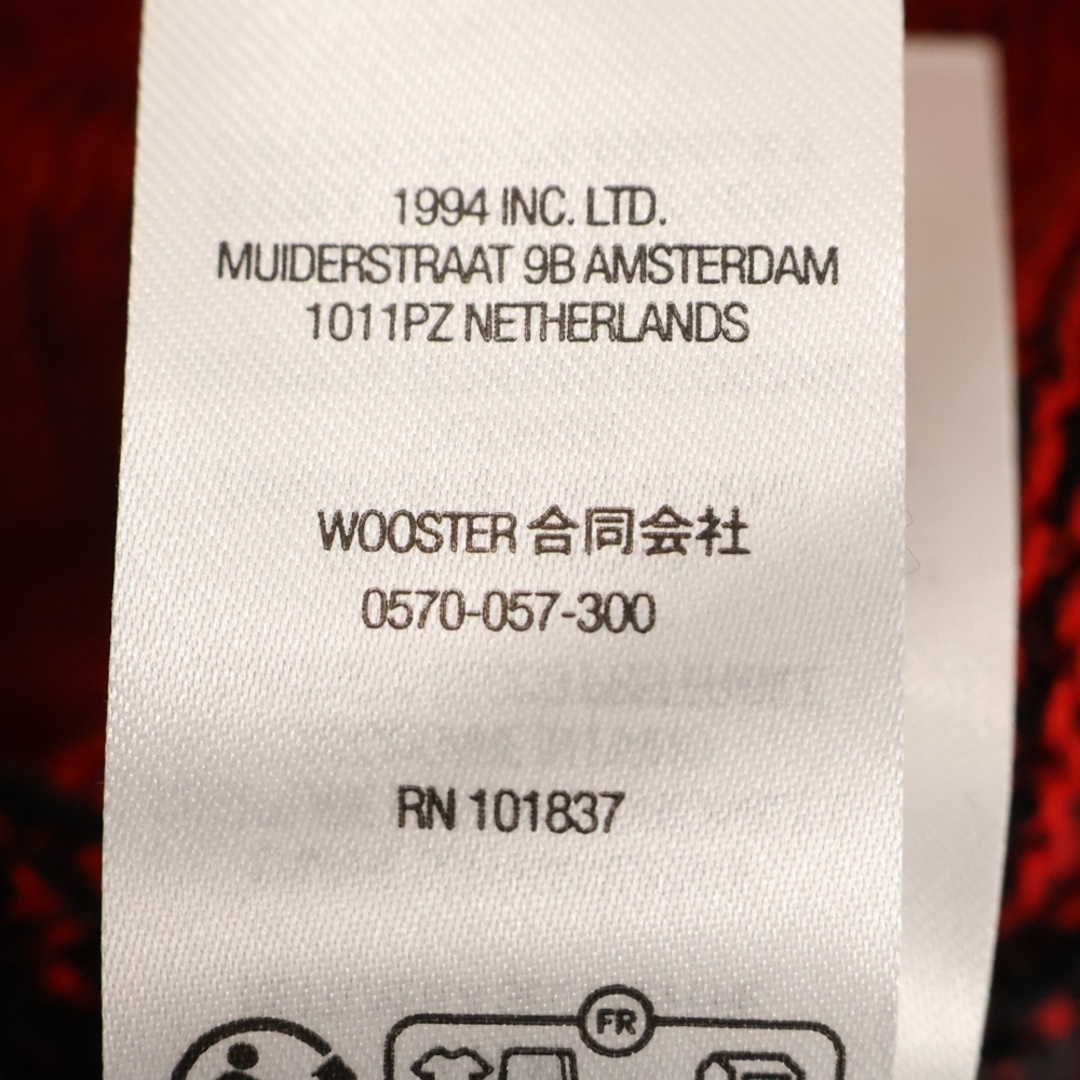 1994 INC. LTD.
MUIDERSTRAAT 9B AMSTERDAM
1011PZ NETHERLANDS
WOOSTER 合同会社
0570-057-300
RN 101837
FR